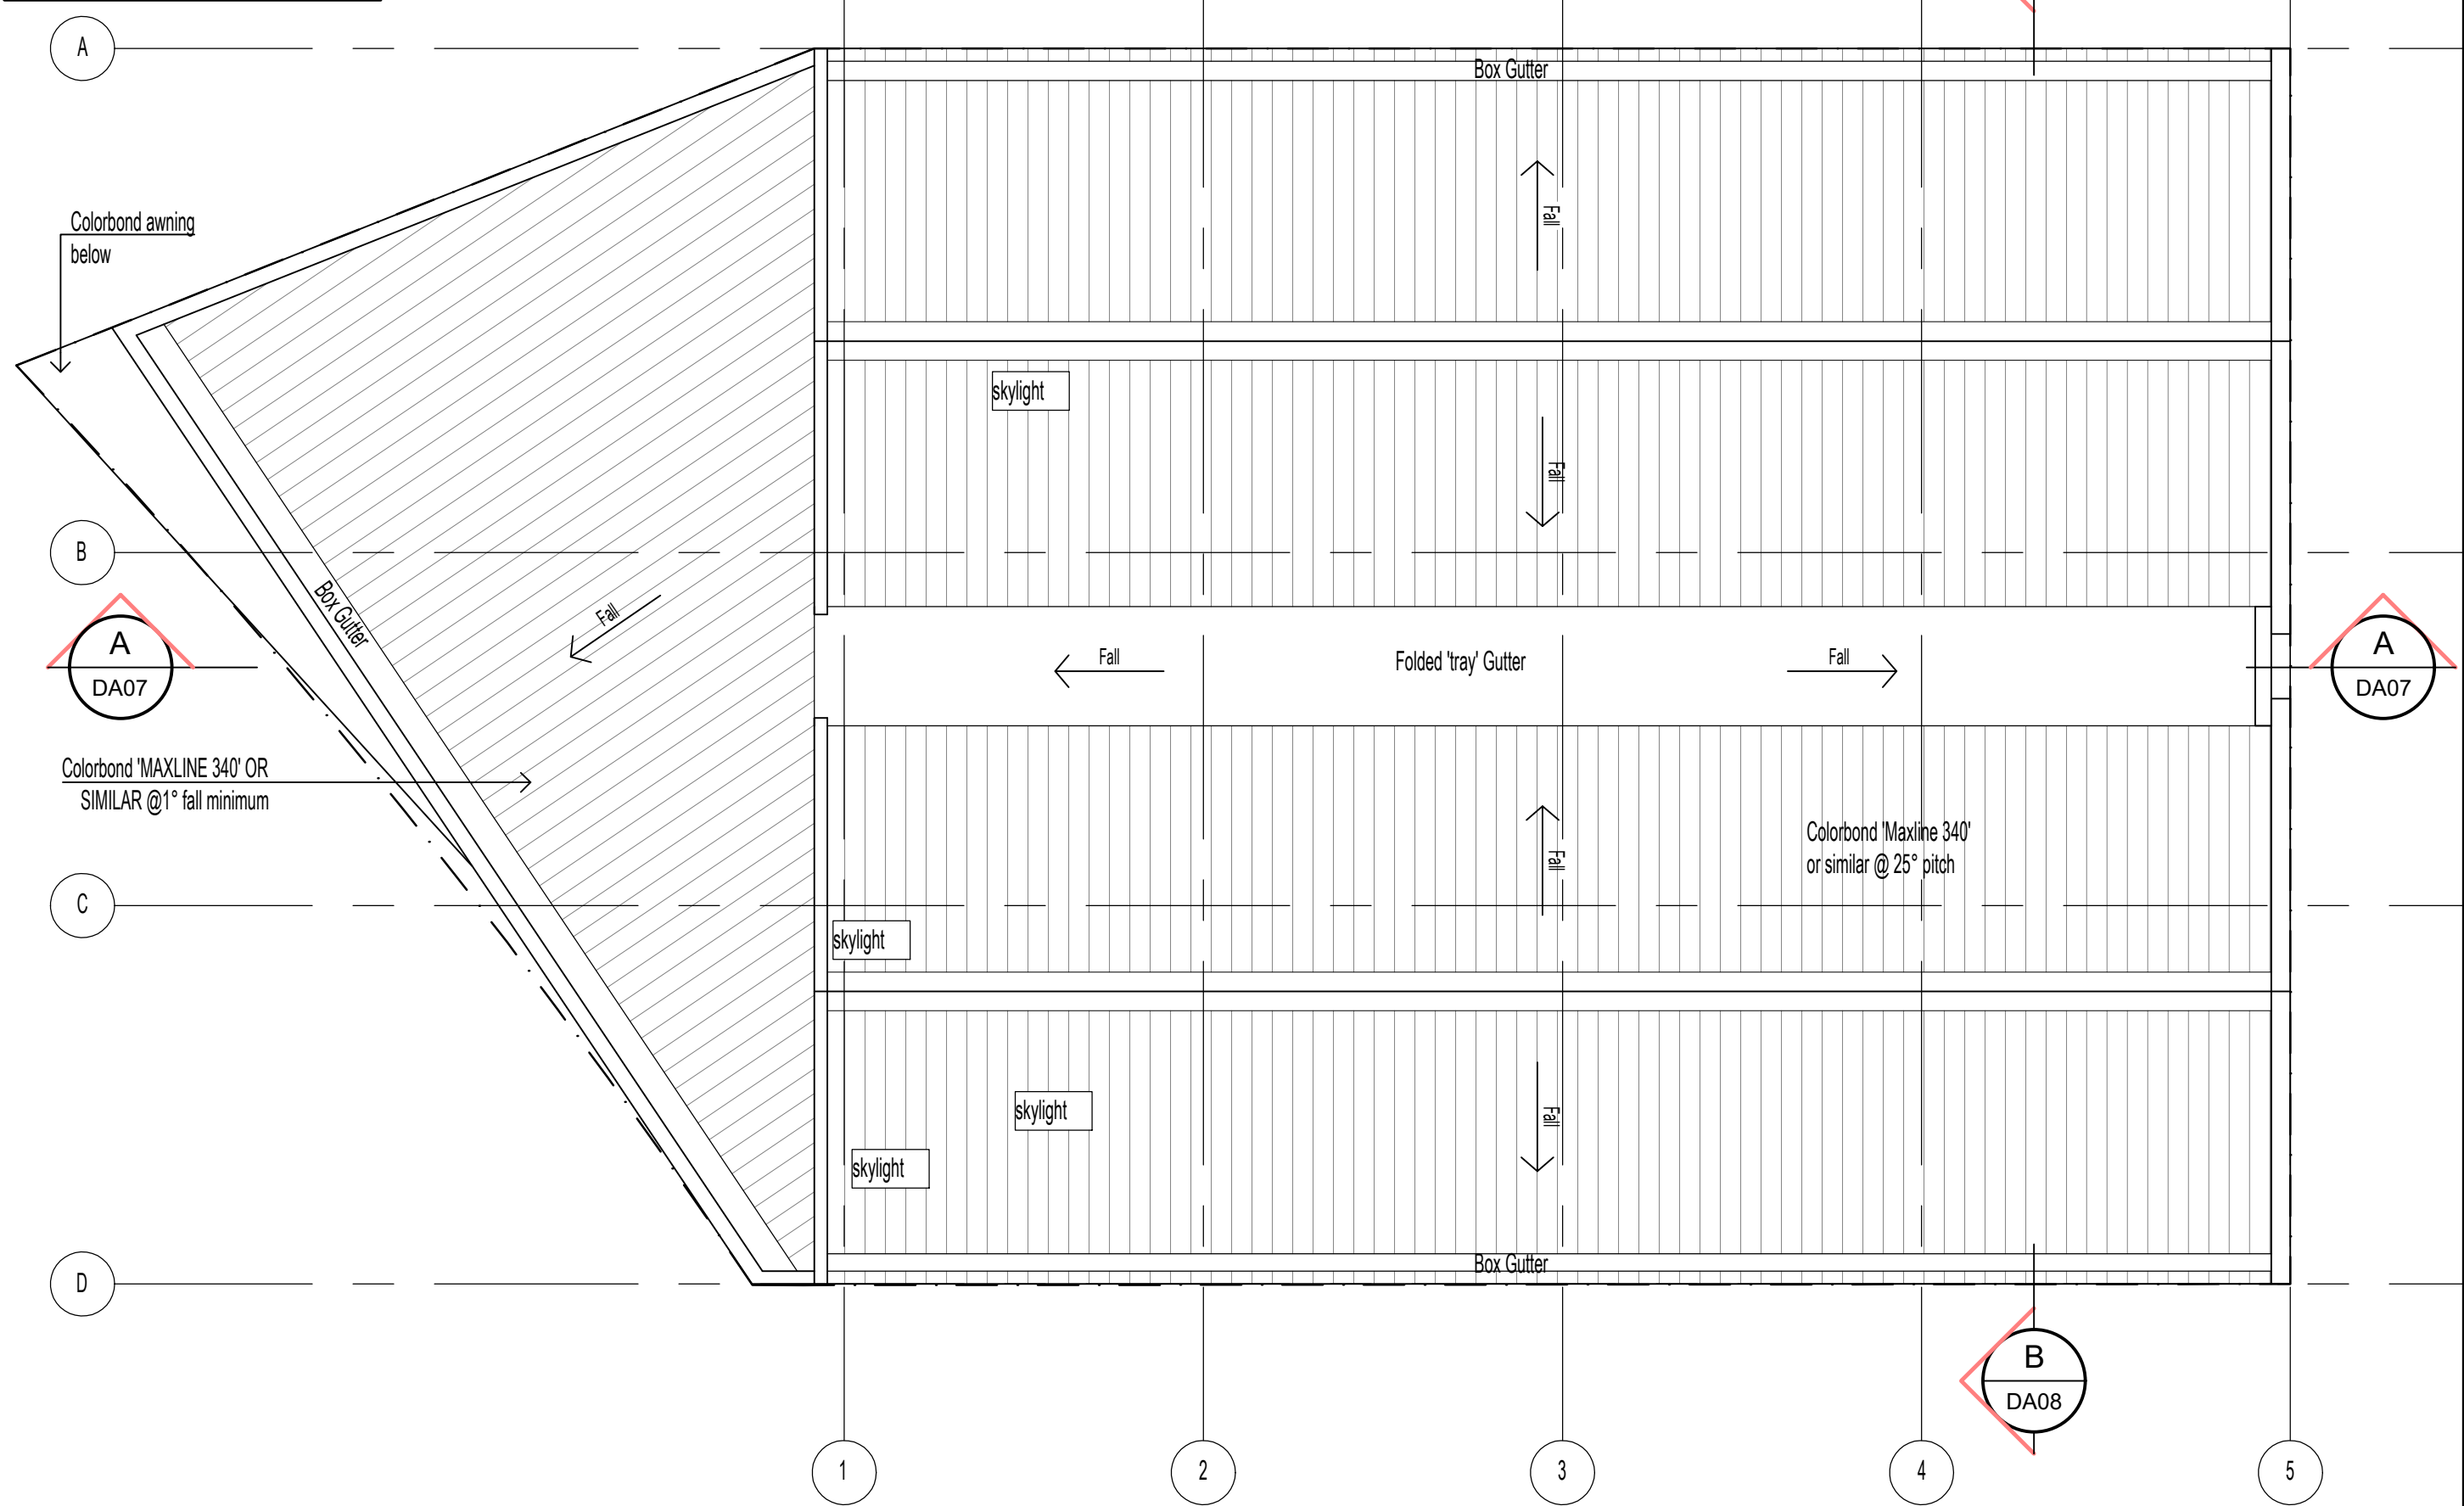 A
Box Gutter
Fall
Colorbond awning
below
skylight
Fall
B
Box Gutter
Fall
A
DA07
Fall
Folded 'tray' Gutter
Fall
A
DA07
Colorbond 'MAXLINE 340' OR
SIMILAR @1° fall minimum
Fall
Colorbond 'Maxline 340'
or similar @ 25° pitch
C
skylight
skylight
Fall
skylight
Box Gutter
D
B
DA08
1
2
3
4
5